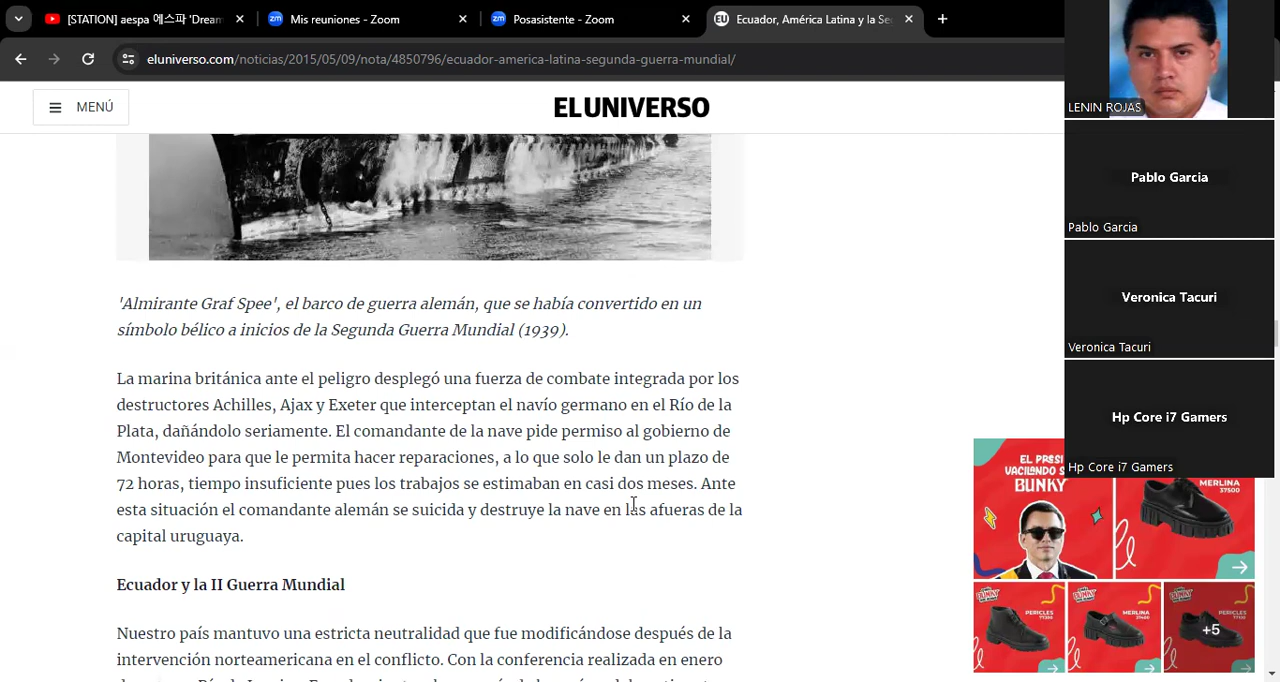 [STATION] aespa 에스파 'Dream
Mis reuniones - Zoom
Posasistente - Zoom
Ecuador, América Latina y la Se
eluniverso.com/noticias/2015/05/09/nota/4850796/ecuador-america-latina-segunda-guerra-mundial/
MENÚ
EL UNIVERSO
'Almirante Graf Spee', el barco de guerra alemán, que se había convertido en un
símbolo bélico a inicios de la Segunda Guerra Mundial (1939).
La marina británica ante el peligro desplegó una fuerza de combate integrada por los
destructores Achilles, Ajax y Exeter que interceptan el navío germano en el Río de la
Plata, dañándolo seriamente. El comandante de la nave pide permiso al gobierno de
Montevideo para que le permita hacer reparaciones, a lo que solo le dan un plazo de
72 horas, tiempo insuficiente pues los trabajos se estimaban en casi dos meses. Ante
esta situación el comandante alemán se suicida y destruye la nave en las afueras de la
capital uruguaya.
Ecuador y la II Guerra Mundial
Nuestro país mantuvo una estricta neutralidad que fue modificándose después de la
intervención norteamericana en el conflicto. Con la conferencia realizada en enero
LENIN ROJAS
Pablo Garcia
Pablo Garcia
Veronica Tacuri
Veronica Tacuri
Hp Core i7 Gamers
Hp Core i7 Gamers
EL PRESI
VACILANDO S
BUNKY
MERLINA
37500
PERICLES
MERLINA
PERICLES
+5